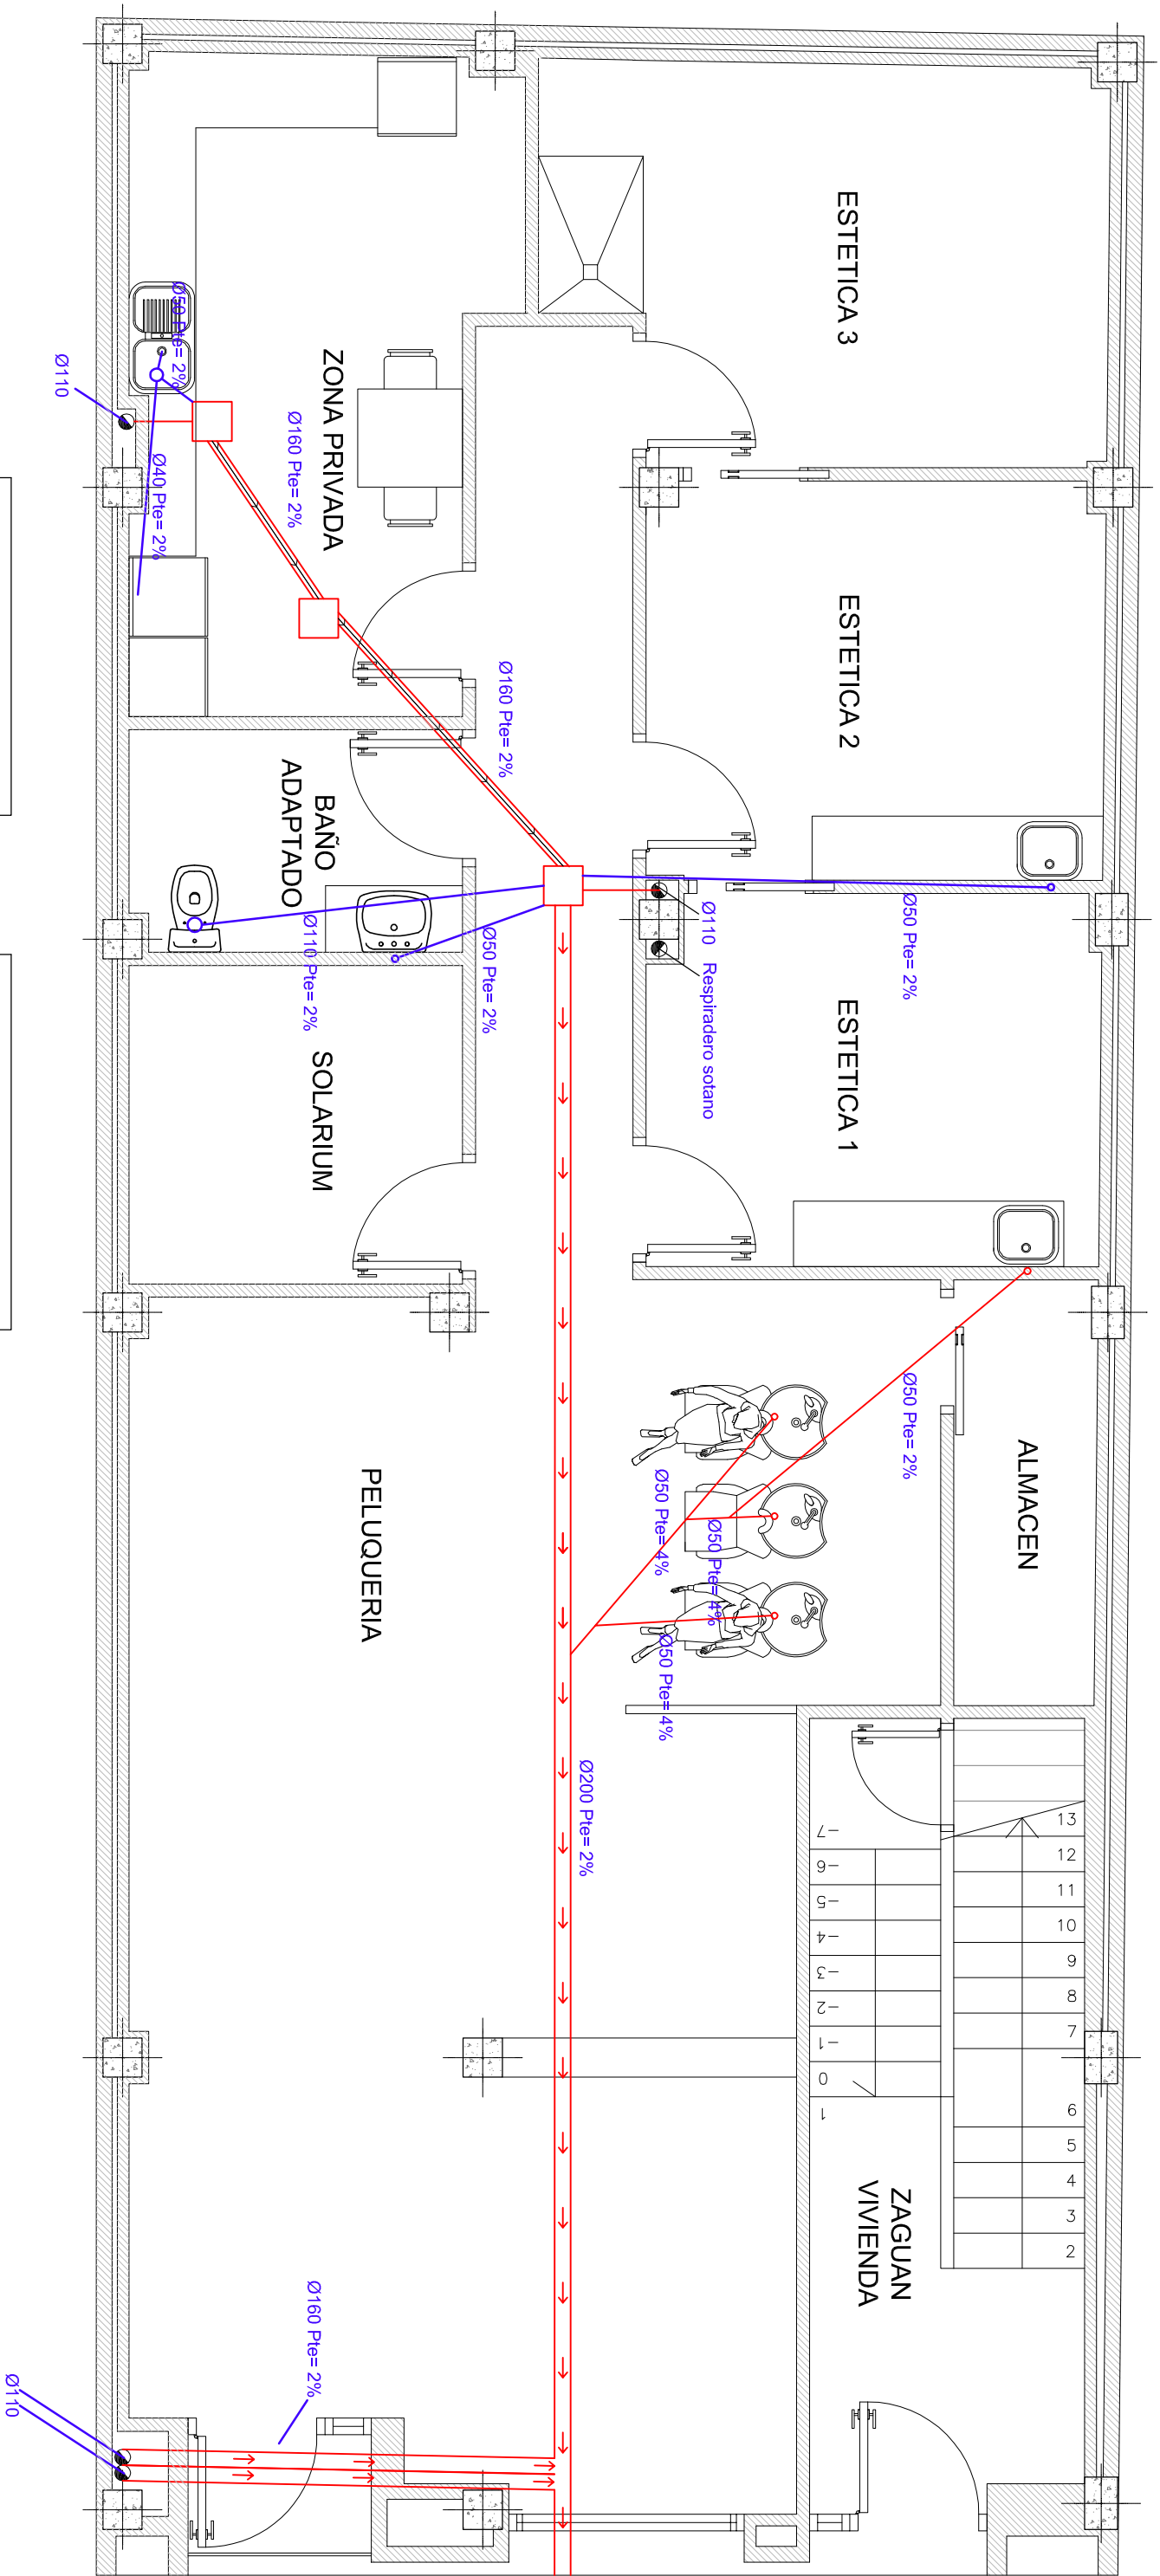 ESTETICA 3
ZONA PRIVADA
Ø50 Pte= 2%
Ø110
Ø160 Pte= 2%
Ø40 Pte= 2%
ESTETICA 2
Ø160 Pte= 2%
BAÑO
ADAPTADO
Ø110 Pte= 2%
Ø50 Pte= 2%
Ø50 Pte= 2%
Ø110
Respiradero sotano
ESTETICA 1
SOLARIUM
Ø50 Pte= 2%
ALMACEN
Ø50 Pte= 4%
Ø50 Pte= 4%
Ø50 Pte= 4%
PELUQUERIA
Ø200 Pte= 2%
13
12
11
10
9
8
7
6
5
4
3
2
-7
-6
-5
-4
-3
-2
-1
0
1
ZAGUAN
VIVIENDA
Ø160 Pte= 2%
Ø110